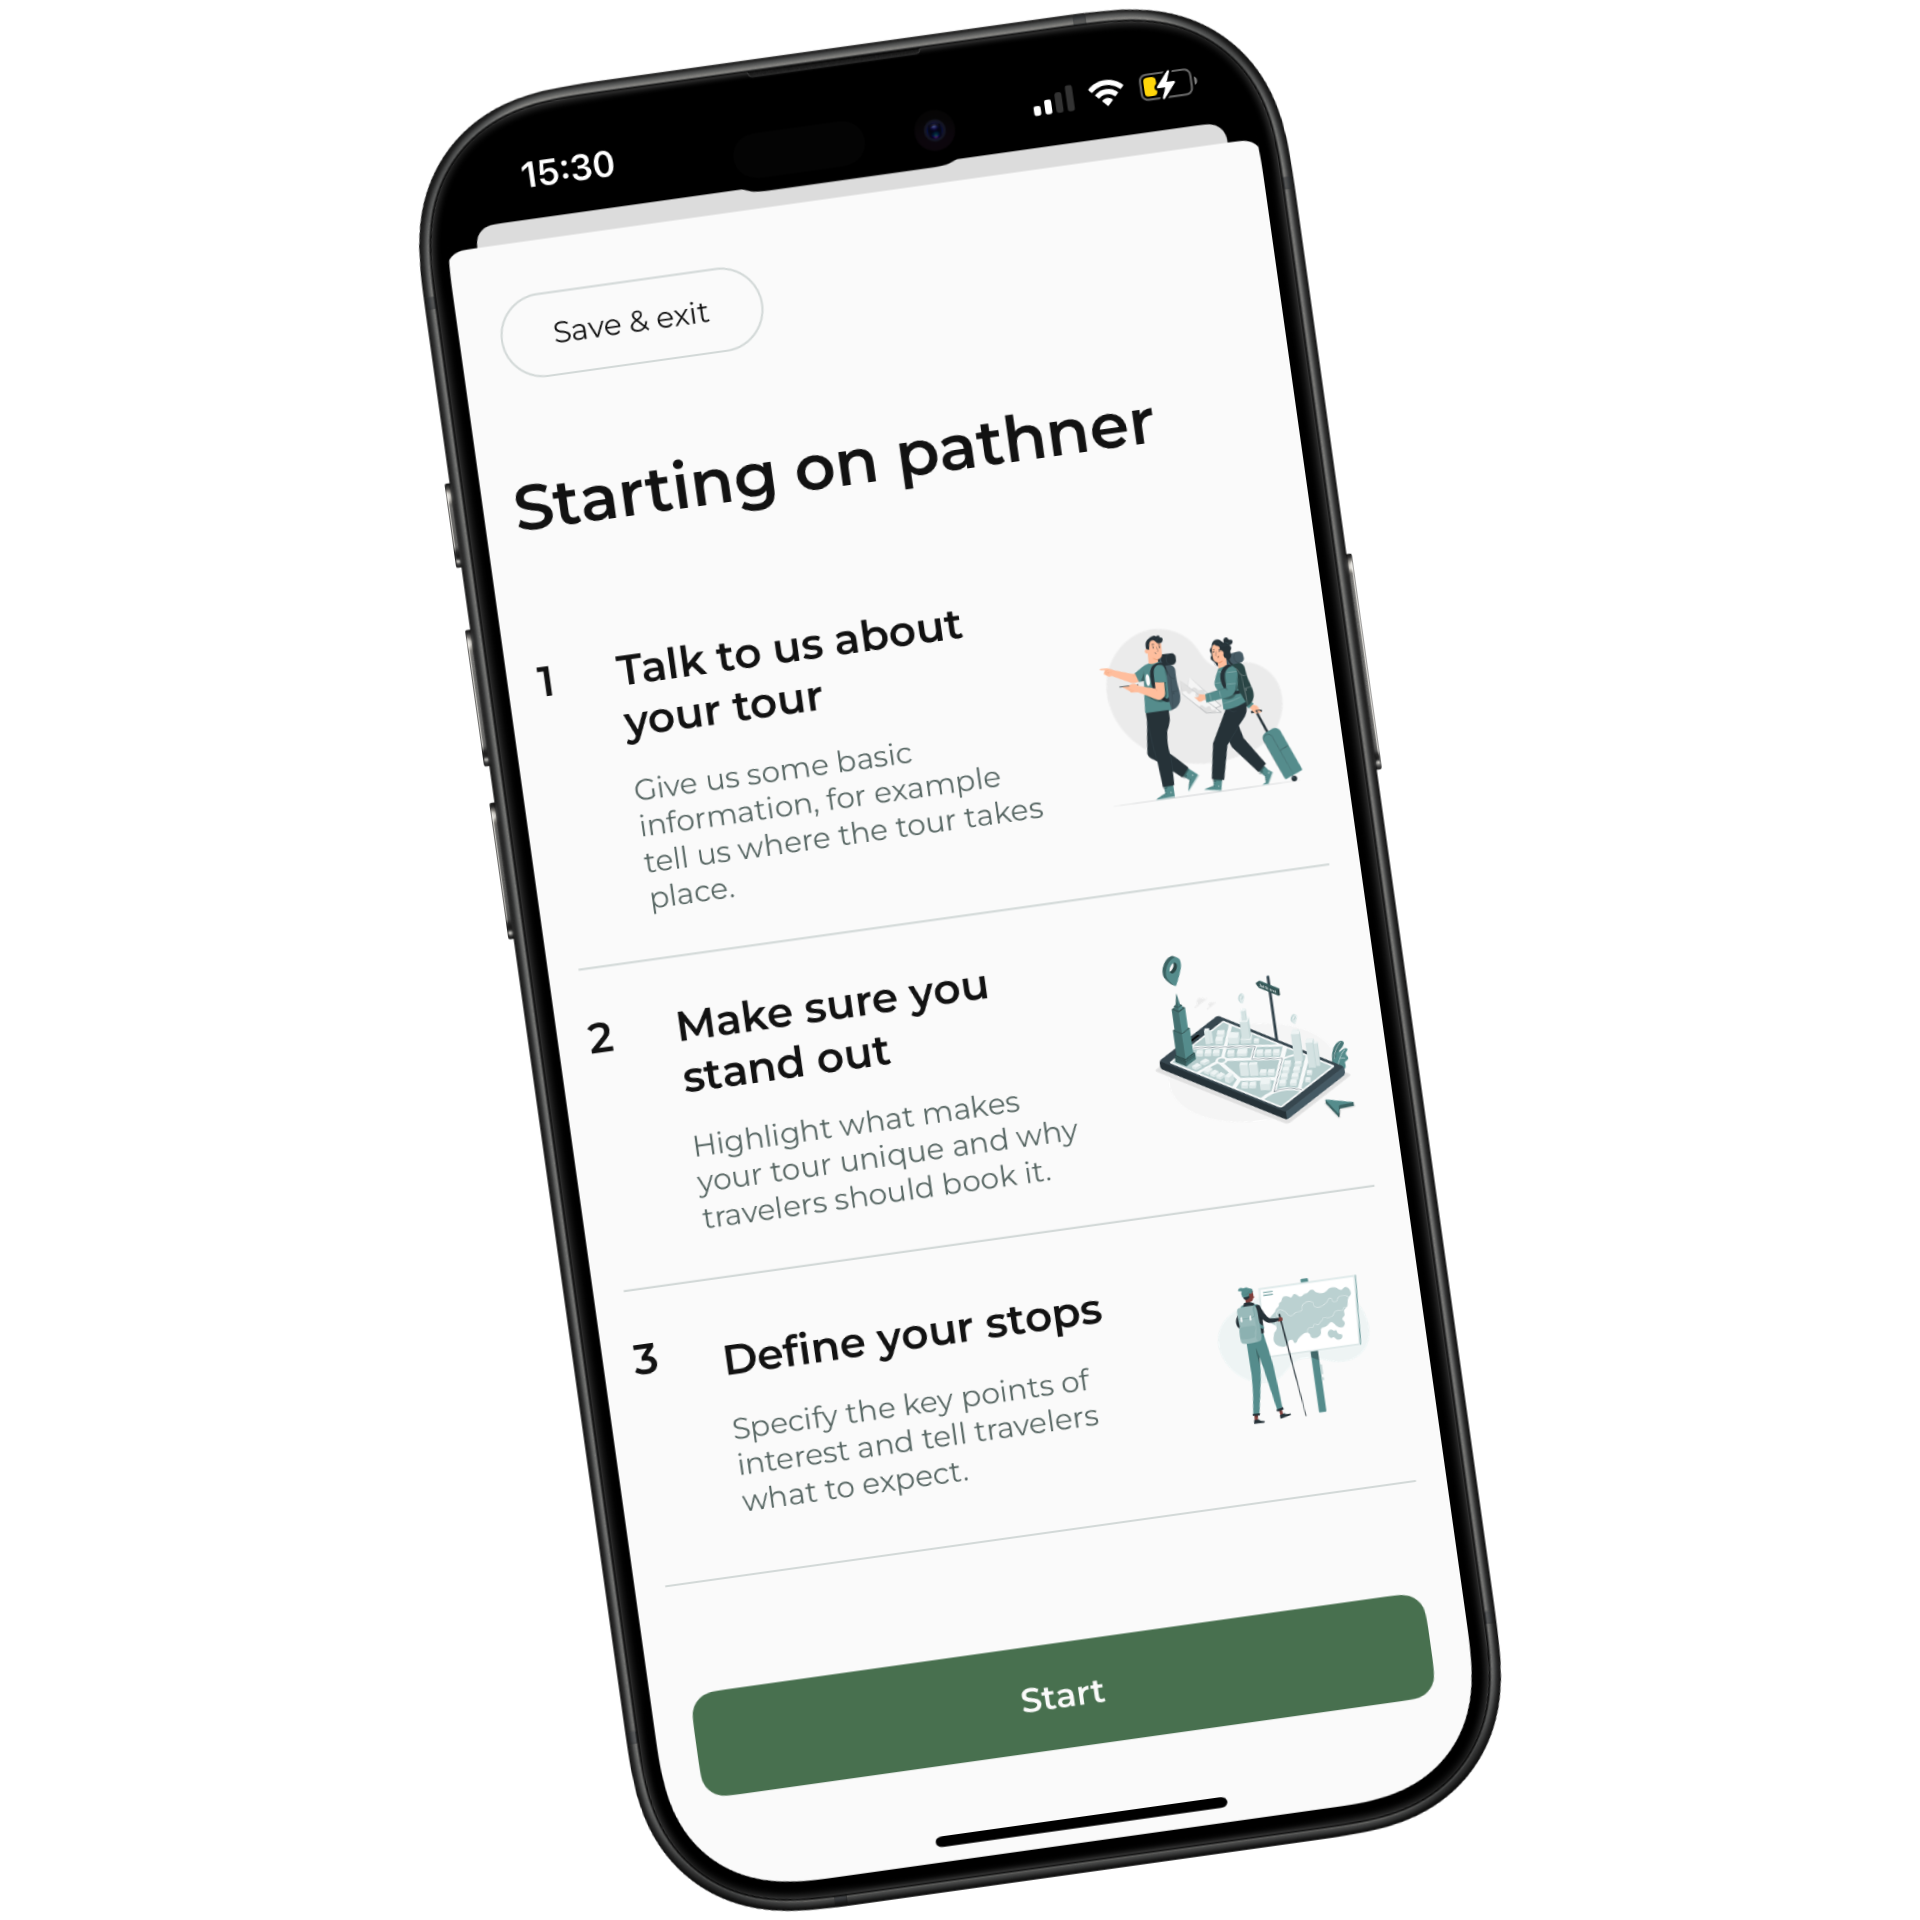 15:30
Save & exit
Starting on pathner
1
Talk to us about
your tour
Give us some basic
information, for example
tell us where the tour takes
place.
2
Make sure you
stand out
Highlight what makes
your tour unique and why
travelers should book it.
3
Define your stops
Specify the key points of
interest and tell travelers
what to expect.
Start